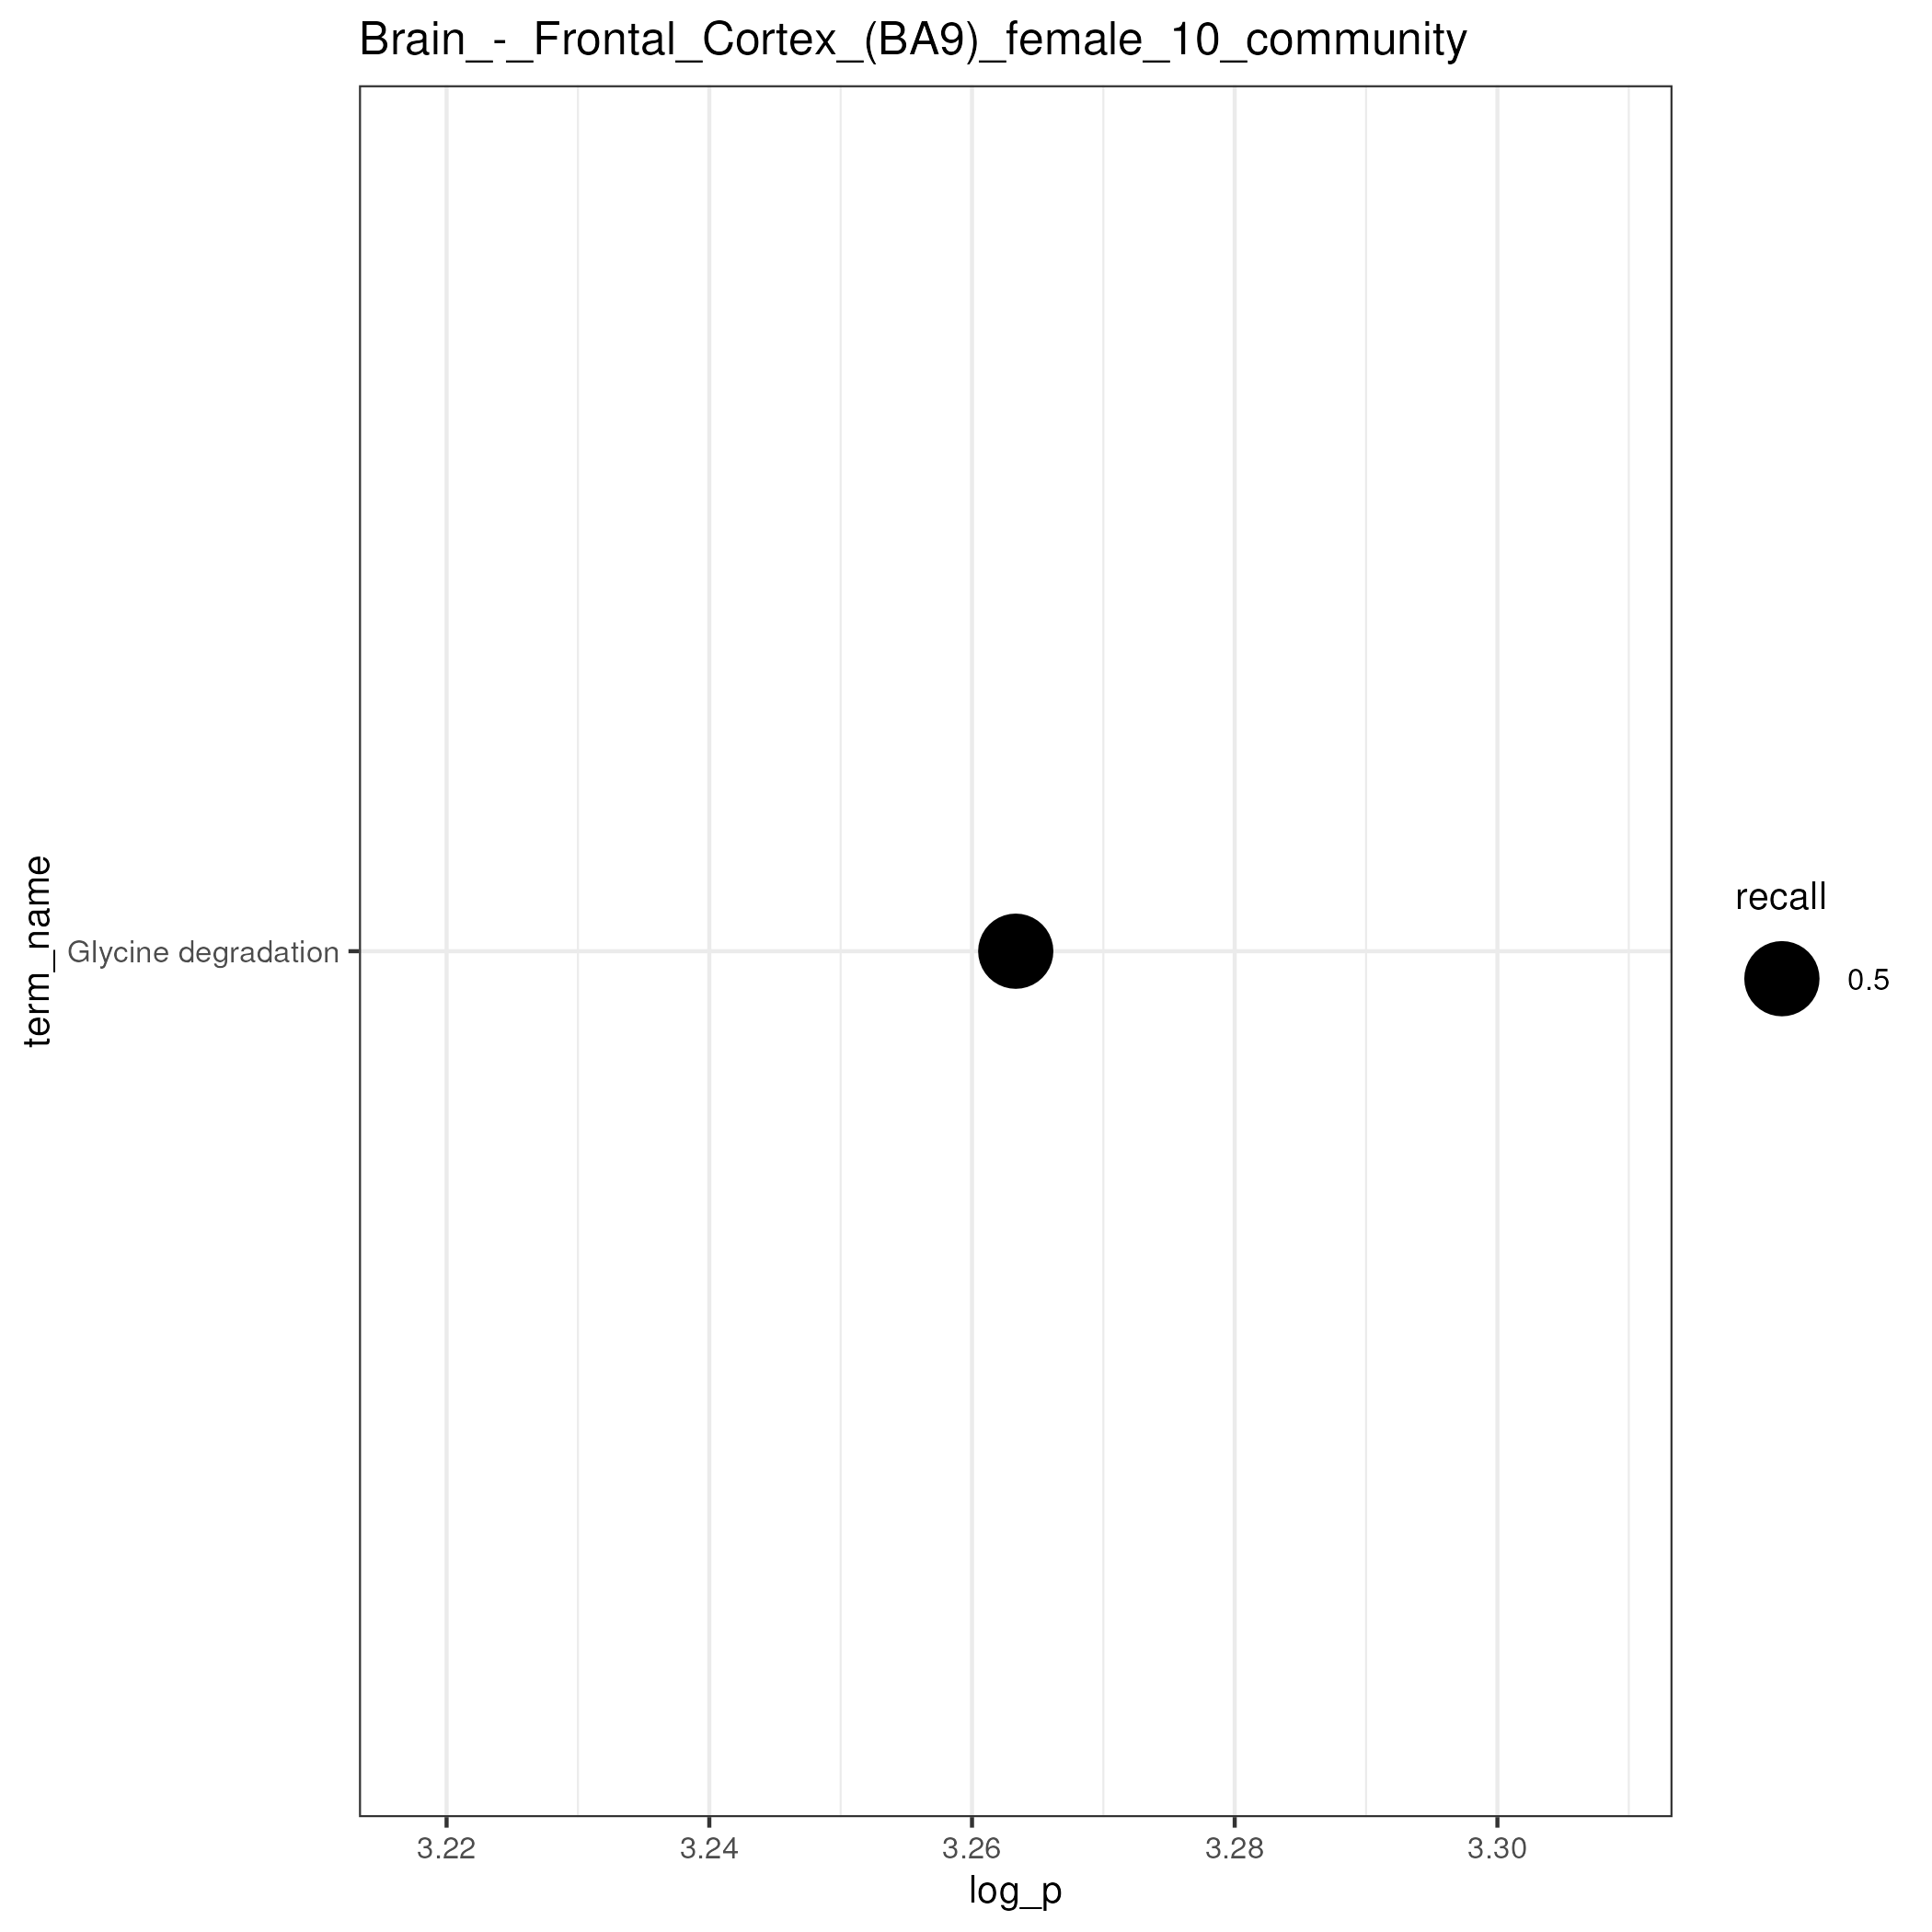 Brain_-_Frontal_Cortex_(BA9)_female_10_community
term_name
Glycine degradation
recall
0.5
3.22 3.24 3.26 3.28 3.30
log_p